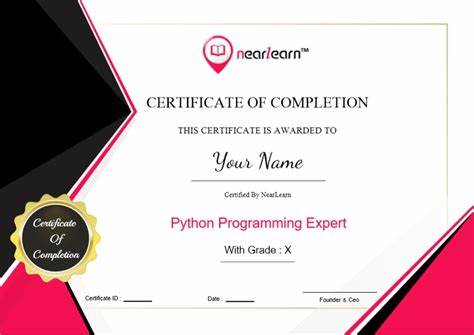 nearlearn™
CERTIFICATE OF COMPLETION
THIS CERTIFICATE IS AWARDED TO
Your Name
Certified By NearLearn
Python Programming Expert
With Grade : X
Certificate
Of
Completion
Certificate ID :
Date :
Founder & Ceo